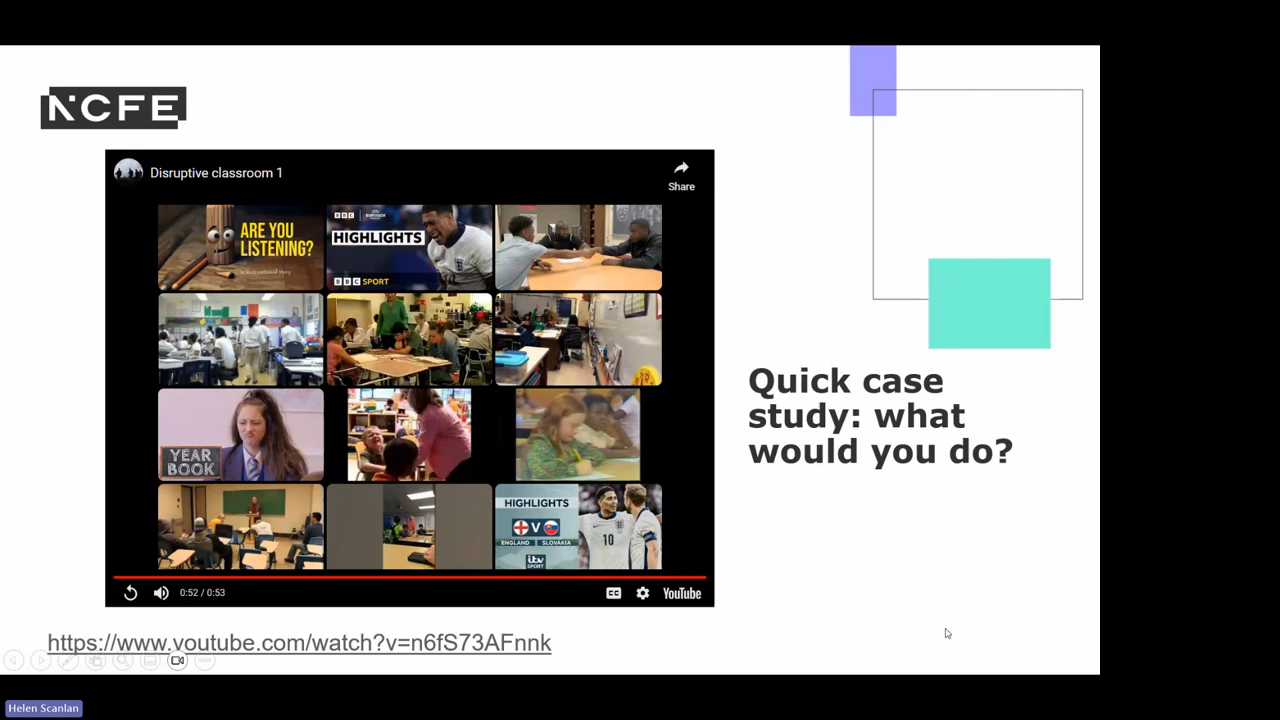 NCFE
Disruptive classroom 1
Share
ARE YOU
LISTENING?
BBC
HIGHLIGHTS
BBC SPORT
YEAR
BOOK
HIGHLIGHTS
ENGLAND V SLOVAKIA
10
itv
SPORT
0:52 / 0:53
CC
YouTube
Quick case
study: what
would you do?
https://www.youtube.com/watch?v=n6fS73AFnnk
Helen Scanlan